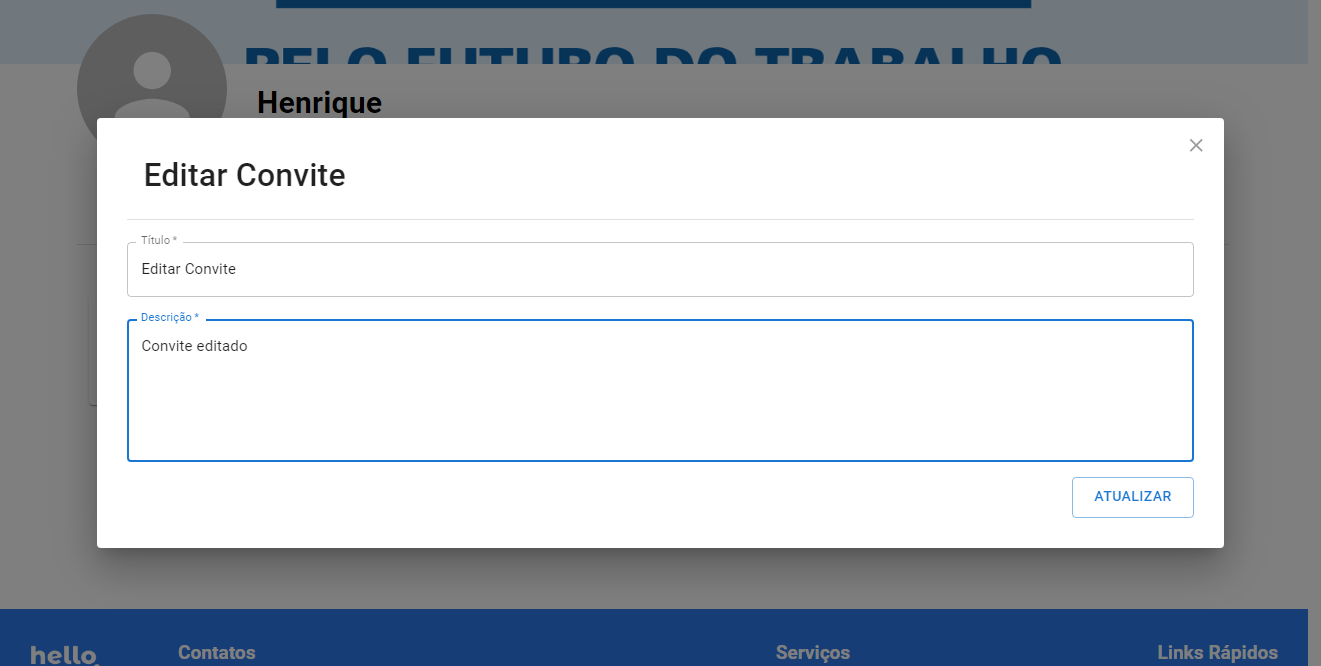 PELO FUTURO DO TRABALHO
Henrique
Editar Convite
Título *
Editar Convite
Descrição *
Convite editado
ATUALIZAR
hello.
Contatos
Serviços
Links Rápidos